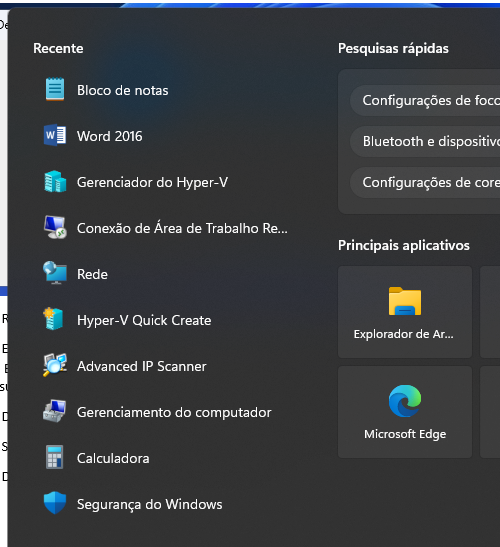 Recente
Bloco de notas
Word 2016
Gerenciador do Hyper-V
Conexão de Área de Trabalho Re...
Rede
Hyper-V Quick Create
Advanced IP Scanner
Gerenciamento do computador
Calculadora
Segurança do Windows
Pesquisas rápidas
Configurações de foco
Bluetooth e dispositivo
Configurações de core
Principais aplicativos
Explorador de Ar...
Microsoft Edge